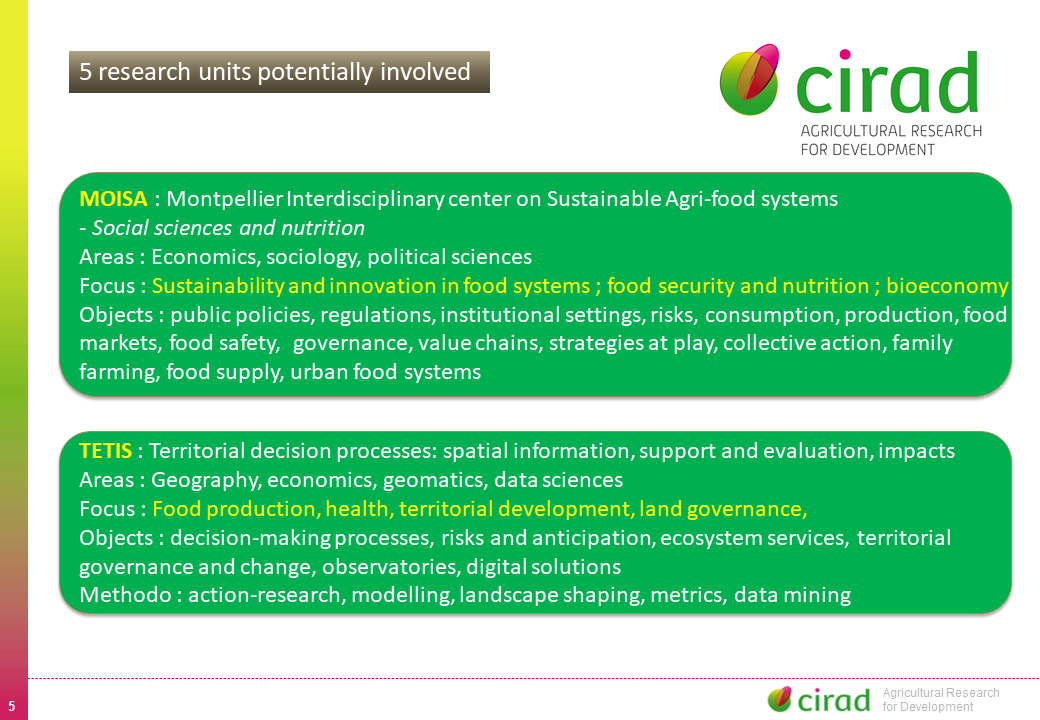 5 research units potentially involved
cirad
AGRICULTURAL RESEARCH
FOR DEVELOPMENT
MOISA : Montpellier Interdisciplinary center on Sustainable Agri-food systems
- Social sciences and nutrition
Areas : Economics, sociology, political sciences
Focus : Sustainability and innovation in food systems ; food security and nutrition ; bioeconomy
Objects : public policies, regulations, institutional settings, risks, consumption, production, food
markets, food safety, governance, value chains, strategies at play, collective action, family
farming, food supply, urban food systems
TETIS : Territorial decision processes: spatial information, support and evaluation, impacts
Areas : Geography, economics, geomatics, data sciences
Focus : Food production, health, territorial development, land governance,
Objects : decision-making processes, risks and anticipation, ecosystem services, territorial
governance and change, observatories, digital solutions
Methodo : action-research, modelling, landscape shaping, metrics, data mining
5
cirad
Agricultural Research
for Development